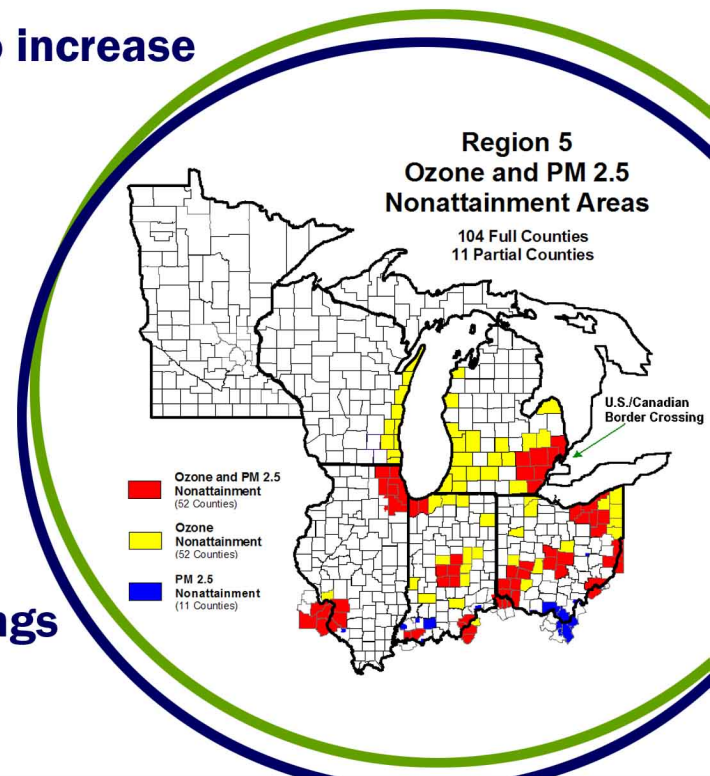 increase
Region 5
Ozone and PM 2.5
Nonattainment Areas
104 Full Counties
11 Partial Counties
U.S./Canadian
Border Crossing
Ozone and PM 2.5
Nonattainment
(52 Counties)
Ozone
Nonattainment
(52 Counties)
PM 2.5
Nonattainment
(11 Counties)